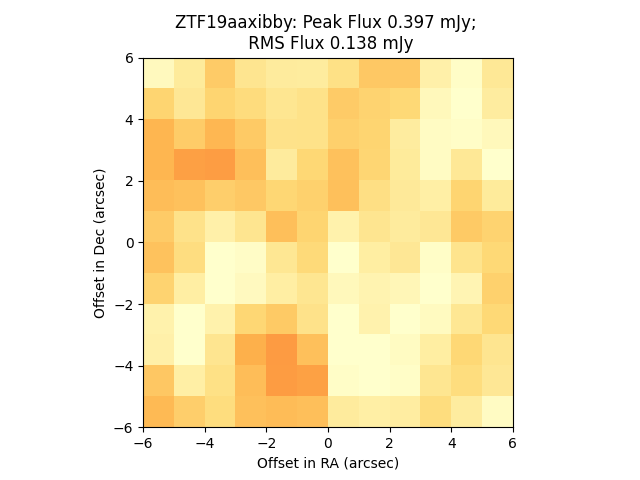 ZTF19aaxibby: Peak Flux 0.397 mJy;
RMS Flux 0.138 mJy
6
4
2
0
−2
−4
−6
Offset in Dec (arcsec)
−6 −4 −2 0 2 4 6
Offset in RA (arcsec)